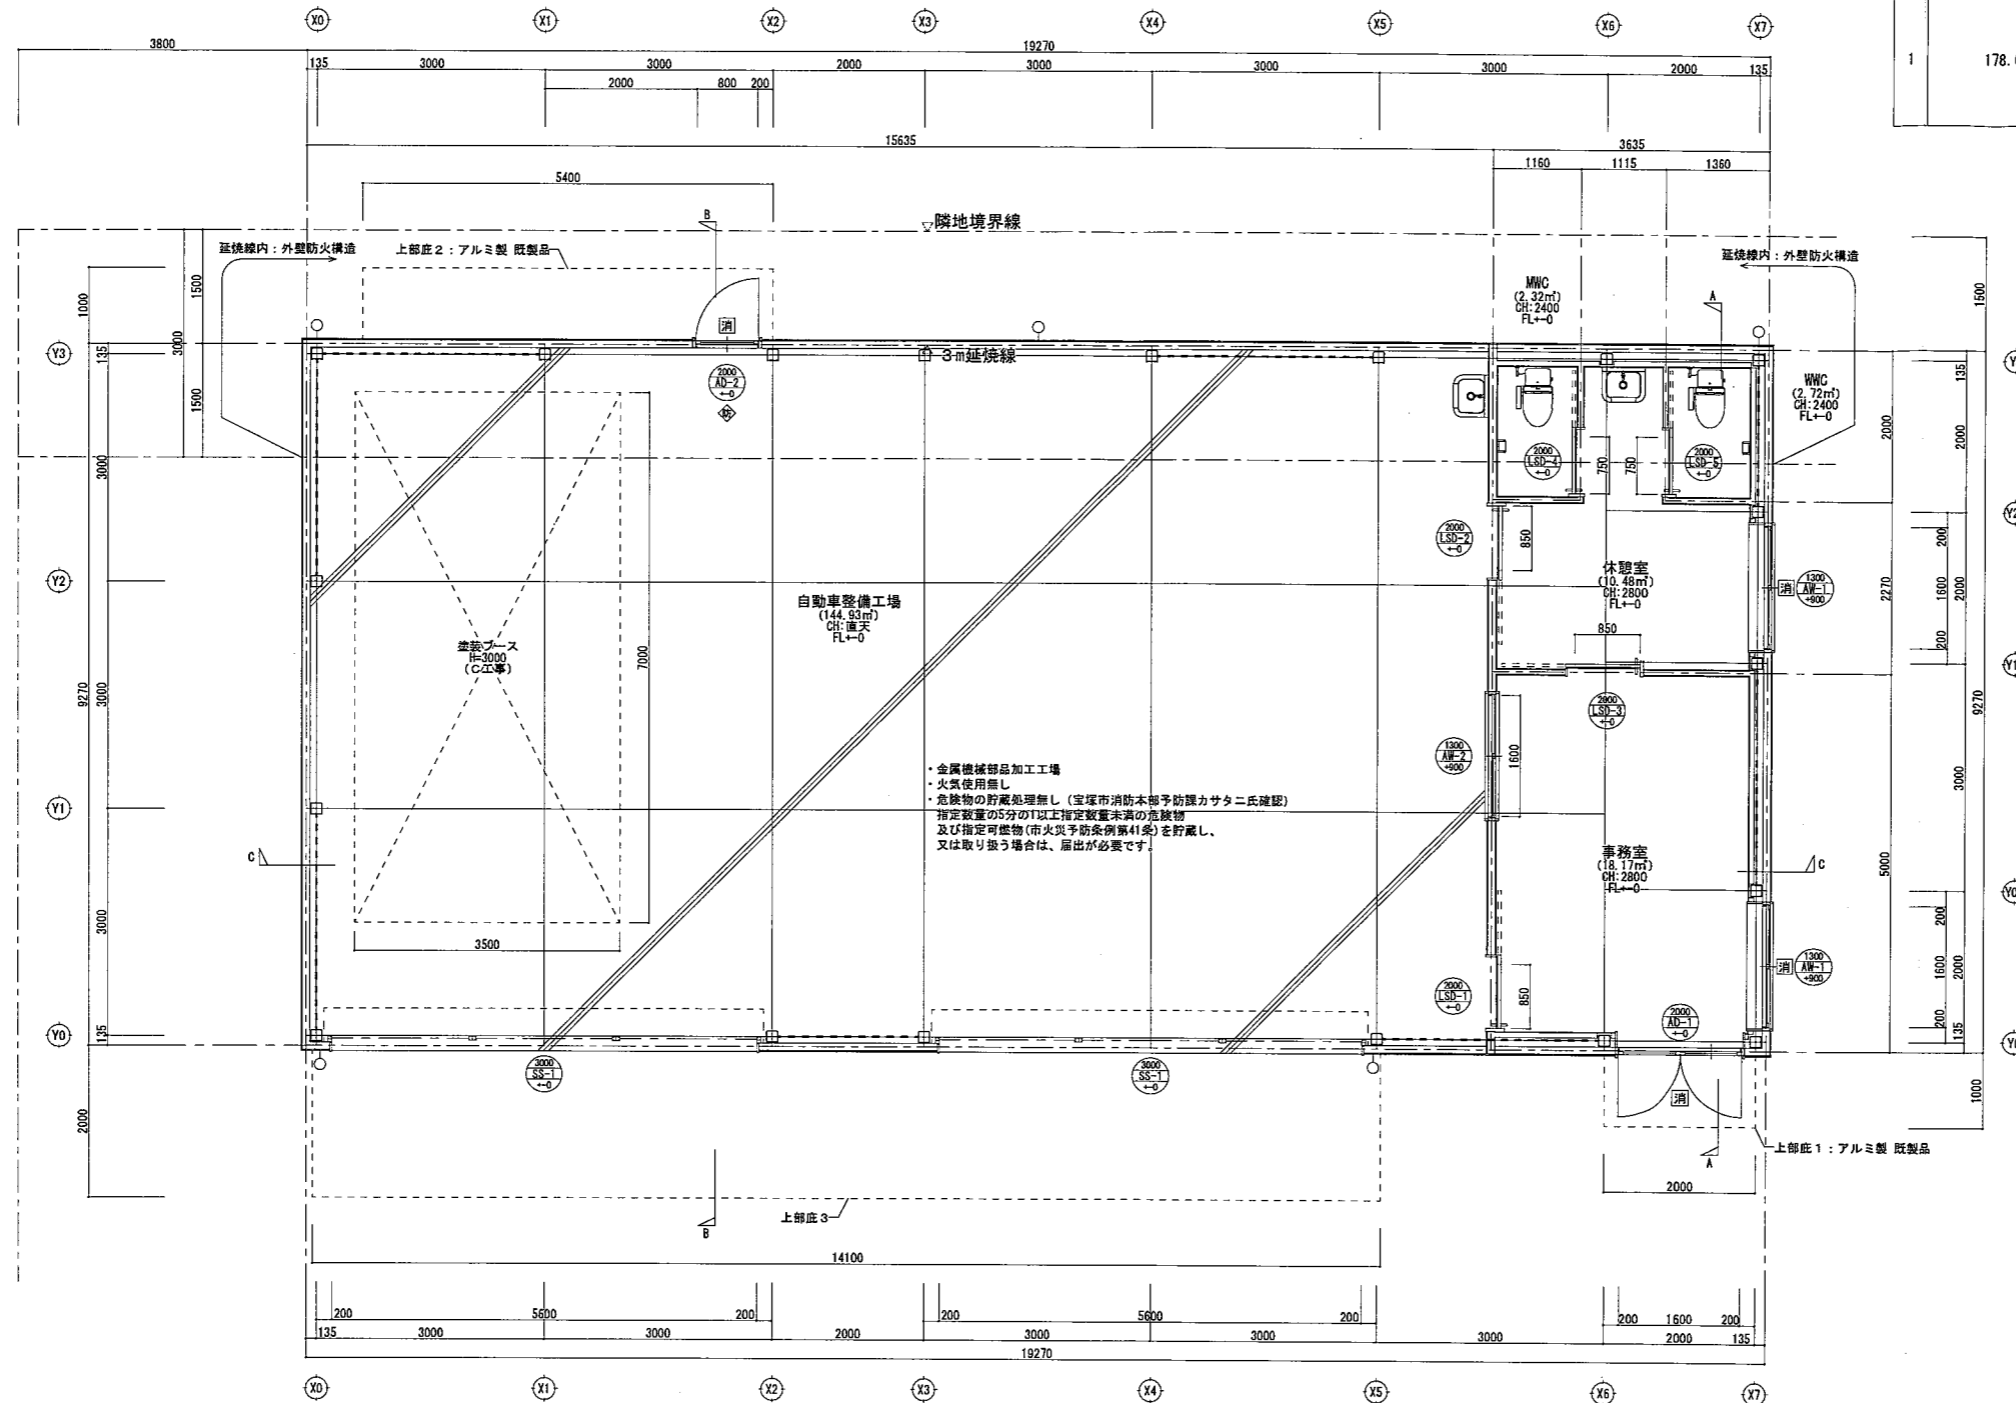 X0 X1 X2 X3 X4 X5 X6 X7
3800 19270
135 3000 3000 2000 3000 3000 3000 2000 135
2000 800 200
1
15635 3635
1160 1115 1360
5400
B
▽隣地境界線
延焼線内：外壁防火構造
上部庇２：アルミ製 既製品
延焼線内：外壁防火構造
MWC
(2.32㎡)
CH:2400
FL+-0
A
1000
1500
3000
1500
1500
消
Y3
135
３ｍ延焼線
2000
AD-2
+-0
防
WWC
(2.72㎡)
CH:2400
FL+-0
135
2000
2000
3000
2000
LSD-4
+-0
750
750
2000
LSD-5
+-0
2000
LSD-2
+-0
850
200
Y2
休憩室
(10.48㎡)
CH:2800
FL+-0
消
1300
AW-1
+900
2270
1600
2000
自動車整備工場
(144.93㎡)
CH:直天
FL+-0
塗装ブース
H=3000
(C工事)
7000
850
200
9270
3000
2000
LSD-3
+-0
9270
1300
AW-2
+900
1600
・金属機械部品加工工場
・火気使用無し
・危険物の貯蔵処理無し（宝塚市消防本部予防課カサタニ氏確認）
指定数量の5分の1以上指定数量未満の危険物
及び指定可燃物(市火災予防条例第41条)を貯蔵し、
又は取り扱う場合は、届出が必要です。
3000
Y1
C
事務室
(18.17㎡)
CH:2800
FL+-0
C
5000
3000
3500
200
消
1300
AW-1
+900
1600
2000
2000
LSD-1
+-0
850
2000
AD-1
+-0
200
135
Y0
135
3000
SS-1
+-0
3000
SS-1
+-0
消
2000
1000
上部庇１：アルミ製 既製品
A
2000
上部庇３
B
14100
200 5600 200 200 5600 200 200 1600 200
135 3000 3000 2000 3000 3000 3000 2000 135
19270
X0 X1 X2 X3 X4 X5 X6 X7